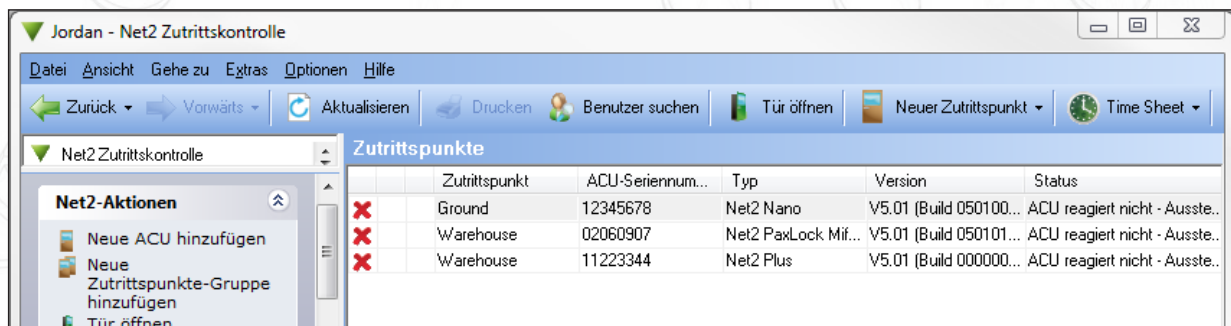 Jordan - Net2 Zutrittskontrolle
Datei Ansicht Gehe zu Extras Optionen Hilfe
Zurück Vorwärts Aktualisieren Drucken Benutzer suchen Tür öffnen Neuer Zutrittspunkt Time Sheet
Net2 Zutrittskontrolle
Zutrittspunkte
Zutrittspunkt ACU-Seriennum... Typ Version Status
Ground 12345678 Net2 Nano V5.01 (Build 050100... ACU reagiert nicht - Ausste..
Warehouse 02060907 Net2 PaxLock Mif... V5.01 (Build 050101... ACU reagiert nicht - Ausste..
Warehouse 11223344 Net2 Plus V5.01 (Build 000000... ACU reagiert nicht - Ausste..
Net2-Aktionen
Neue ACU hinzufügen
Neue
Zutrittspunkte-Gruppe
hinzufügen
Tür öffnen